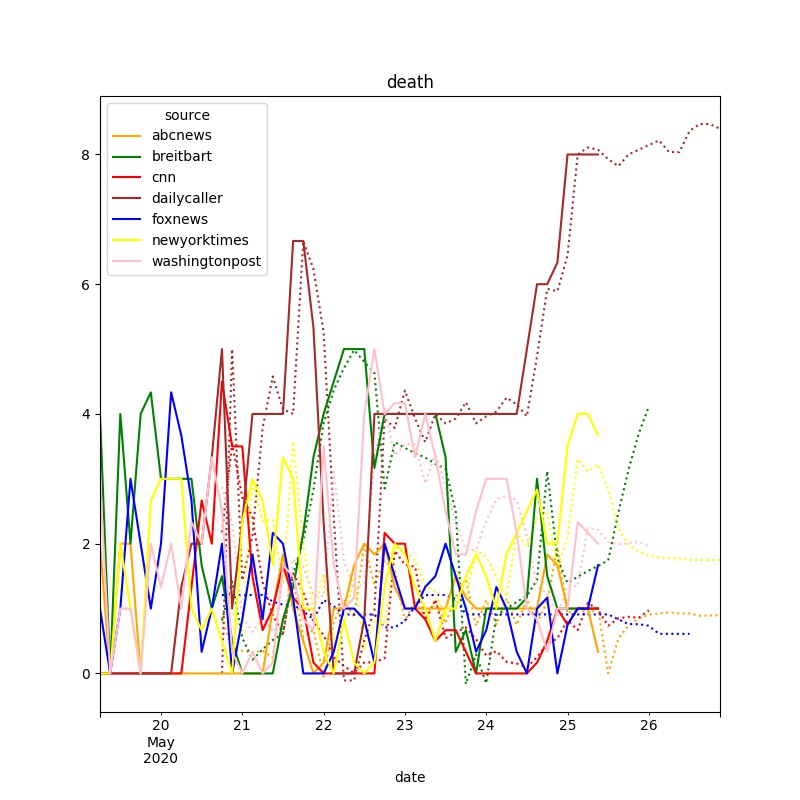 death
source
abcnews
breitbart
cnn
dailycaller
foxnews
newyorktimes
washingtonpost
8
6
4
2
0
20 21 22 23 24 25 26
May
2020
date